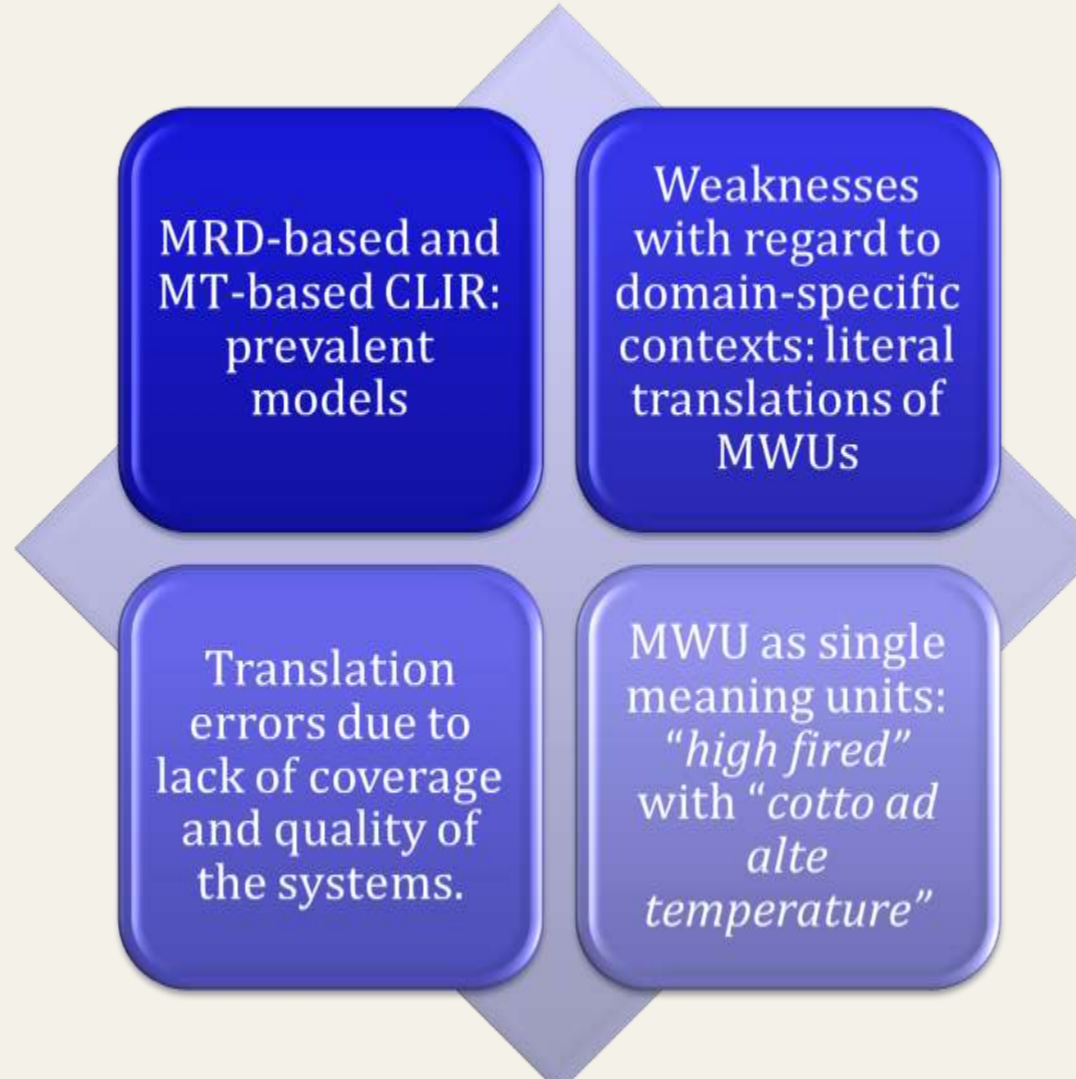 MRD-based and
MT-based CLIR:
prevalent
models
Weaknesses
with regard to
domain-specific
contexts: literal
translations of
MWUs
Translation
errors due to
lack of coverage
and quality of
the systems.
MWU as single
meaning units:
“high fired”
with “cotto ad
alte
temperature”